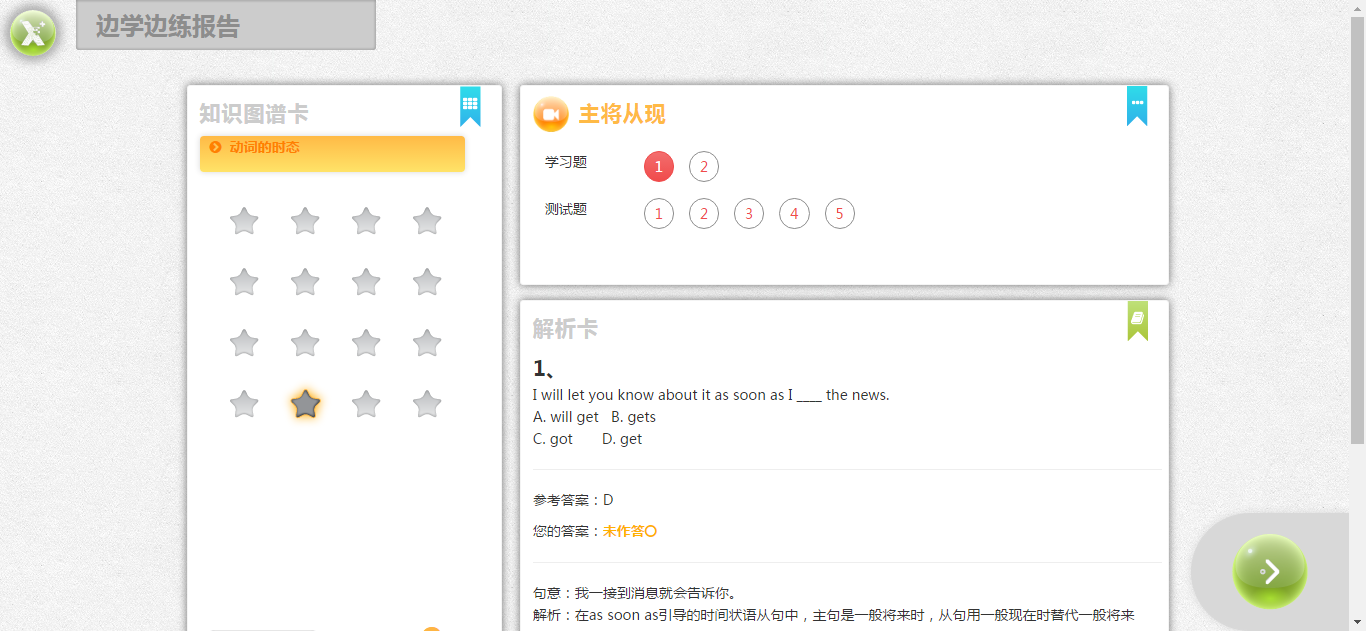 边学边练报告
知识图谱卡
动词的时态
主将从现
学习题 1 2
测试题 1 2 3 4 5
解析卡
1、
I will let you know about it as soon as I ____ the news.
A. will get B. gets
C. got D. get
参考答案：D
您的答案：未作答
句意：我一接到消息就会告诉你。
解析：在as soon as引导的时间状语从句中，主句是一般将来时，从句用一般现在时替代一般将来